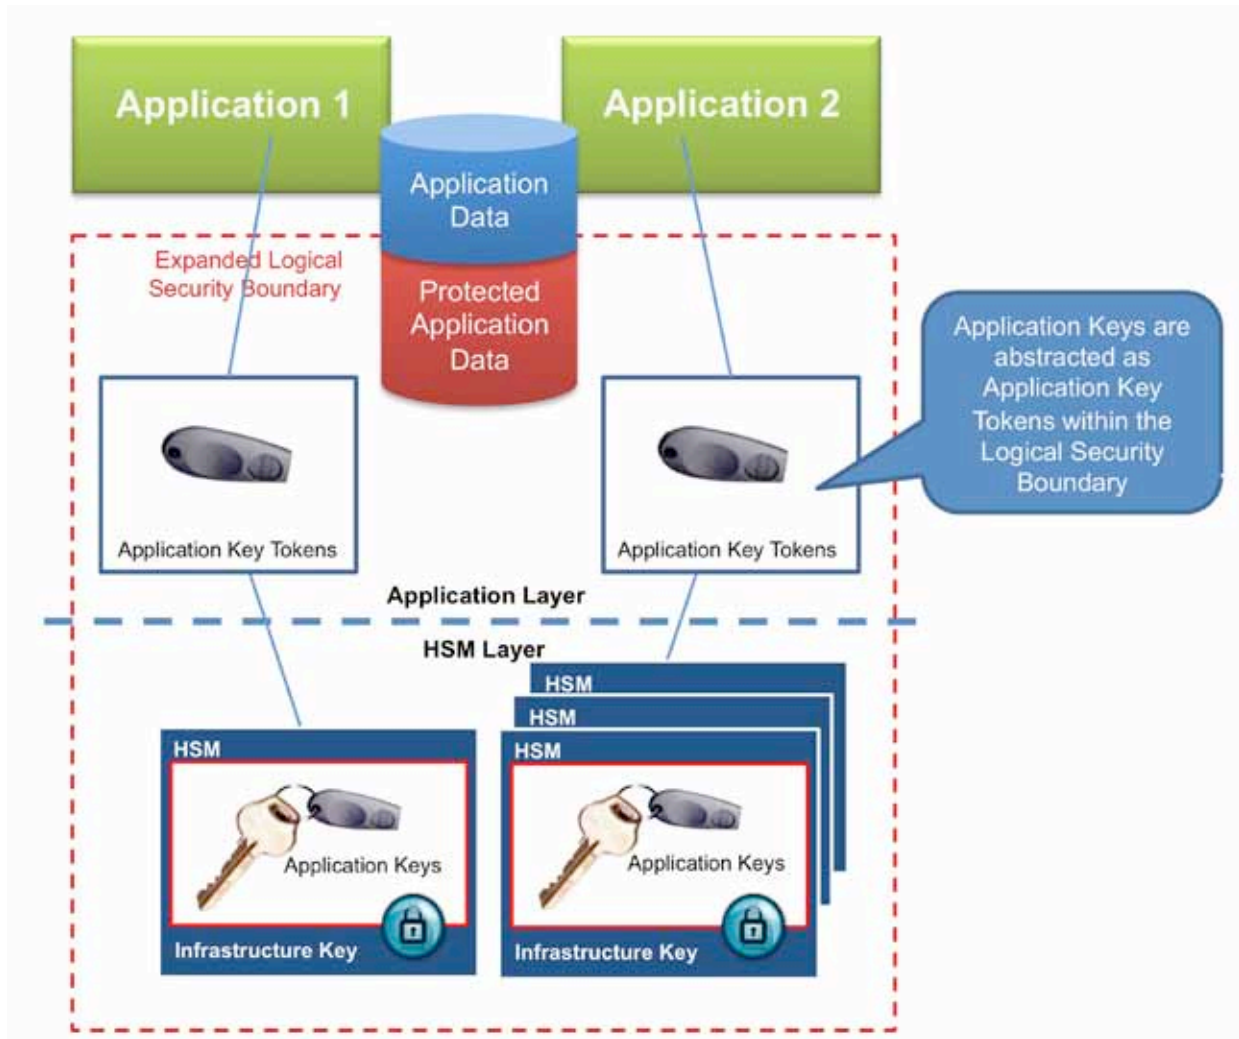 Application 1
Application 2
Application
Data
Expanded Logical
Security Boundary
Protected
Application
Data
Application Keys are
abstracted as
Application Key
Tokens within the
Logical Security
Boundary
Application Key Tokens
Application Key Tokens
Application Layer
HSM Layer
HSM
HSM
HSM
HSM
Application Keys
Application Keys
Infrastructure Key
Infrastructure Key